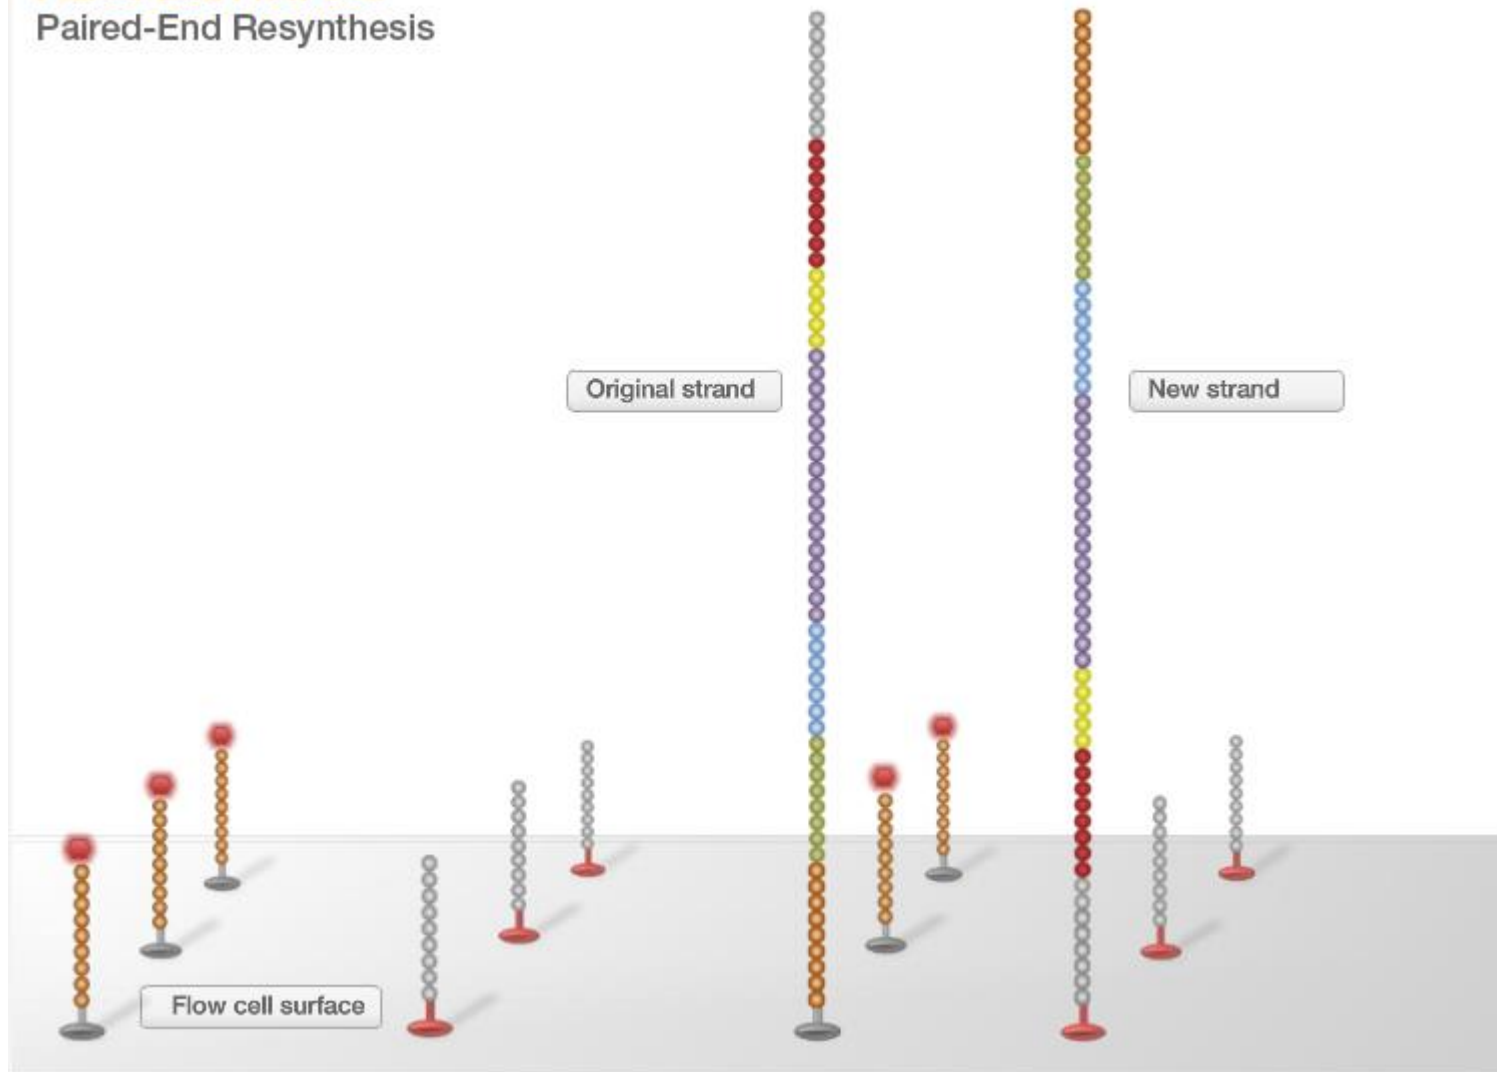 Paired-End Resynthesis
Original strand
New strand
Flow cell surface